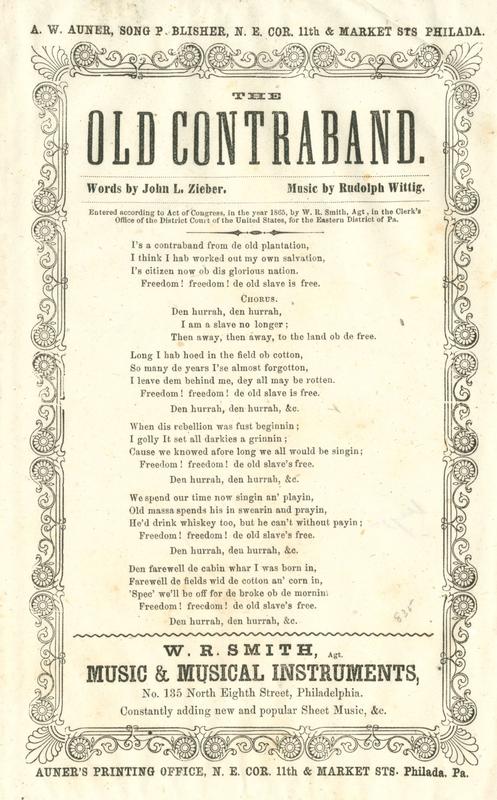 A. W. AUNER, SONG P. BLISHER, N. E. COR. 11th & MARKET STS PHILADA.
THE
OLD CONTRABAND.
Words by John L. Zieber. Music by Rudolph Wittig.
Entered according to Act of Congress, in the year 1865, by W. R. Smith, Agt, in the Clerk's
Office of the District Court of the United States, for the Eastern District of Pa.
I's a contraband from de old plantation,
I think I hab worked out my own salvation,
I's citizen now ob dis glorious nation.
Freedom! freedom! de old slave is free.
CHORUS.
Den hurrah, den hurrah,
I am a slave no longer;
Then away, then away, to the land ob de free.
Long I hab hoed in the field ob cotton,
So many de years I'se almost forgotton,
I leave dem behind me, dey all may be rotten.
Freedom! freedom! de old slave is free.
Den hurrah, den hurrah, &c.
When dis rebellion was fust beginnin;
I golly It set all darkies a grinnin;
Cause we knowed afore long we all would be singin;
Freedom! freedom! de old slave's free.
Den hurrah, den hurrah, &c.
We spend our time now singin an' playin,
Old massa spends his in swearin and prayin,
He'd drink whiskey too, but he can't without payin;
Freedom! freedom! de old slave's free.
Den hurrah, den hurrah, &c.
Den farewell de cabin whar I was born in,
Farewell de fields wid de cotton an' corn in,
'Spec' we'll be off for de broke ob de mornin.
Freedom! freedom! de old slave's free.
Den hurrah, den hurrah, &c.
W. R. SMITH, Agt.
MUSIC & MUSICAL INSTRUMENTS,
No. 135 North Eighth Street, Philadelphia.
Constantly adding new and popular Sheet Music, &c.
AUNER'S PRINTING OFFICE, N. E. COR. 11th & MARKET STS. Philada, Pa.